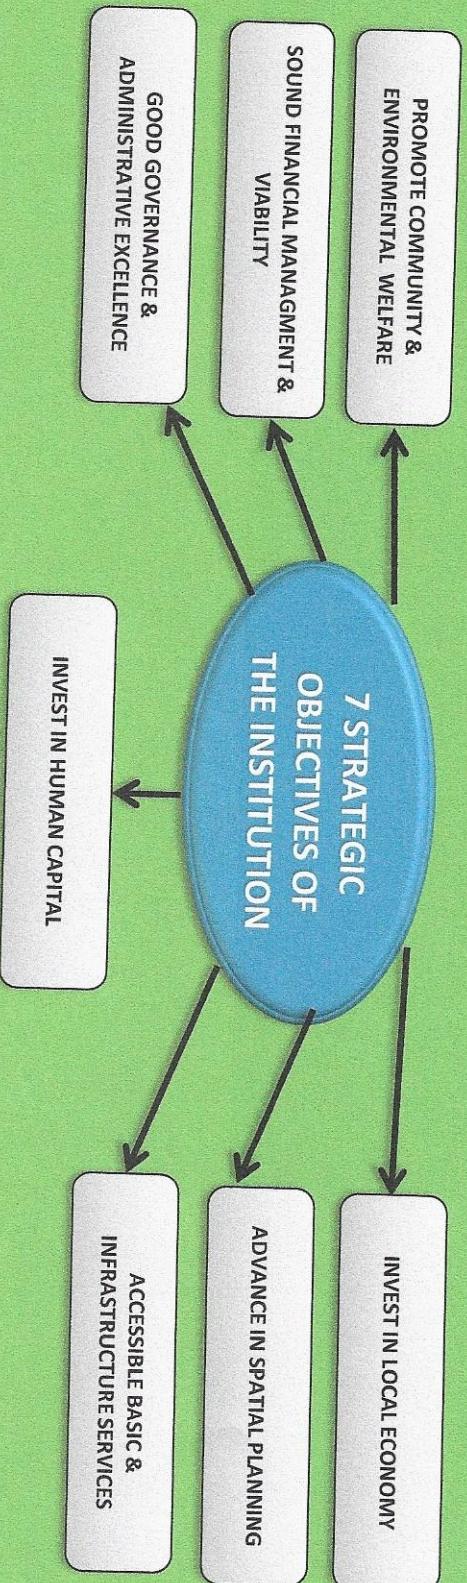 7 STRATEGIC
OBJECTIVES OF
THE INSTITUTION
PROMOTE COMMUNITY &
ENVIRONMENTAL WELFARE
SOUND FINANCIAL MANAGMENT &
VIABILITY
GOOD GOVERNANCE &
ADMINISTRATIVE EXCELLENCE
INVEST IN HUMAN CAPITAL
INVEST IN LOCAL ECONOMY
ADVANCE IN SPATIAL PLANNING
ACCESSIBLE BASIC &
INFRASTRUCTURE SERVICES